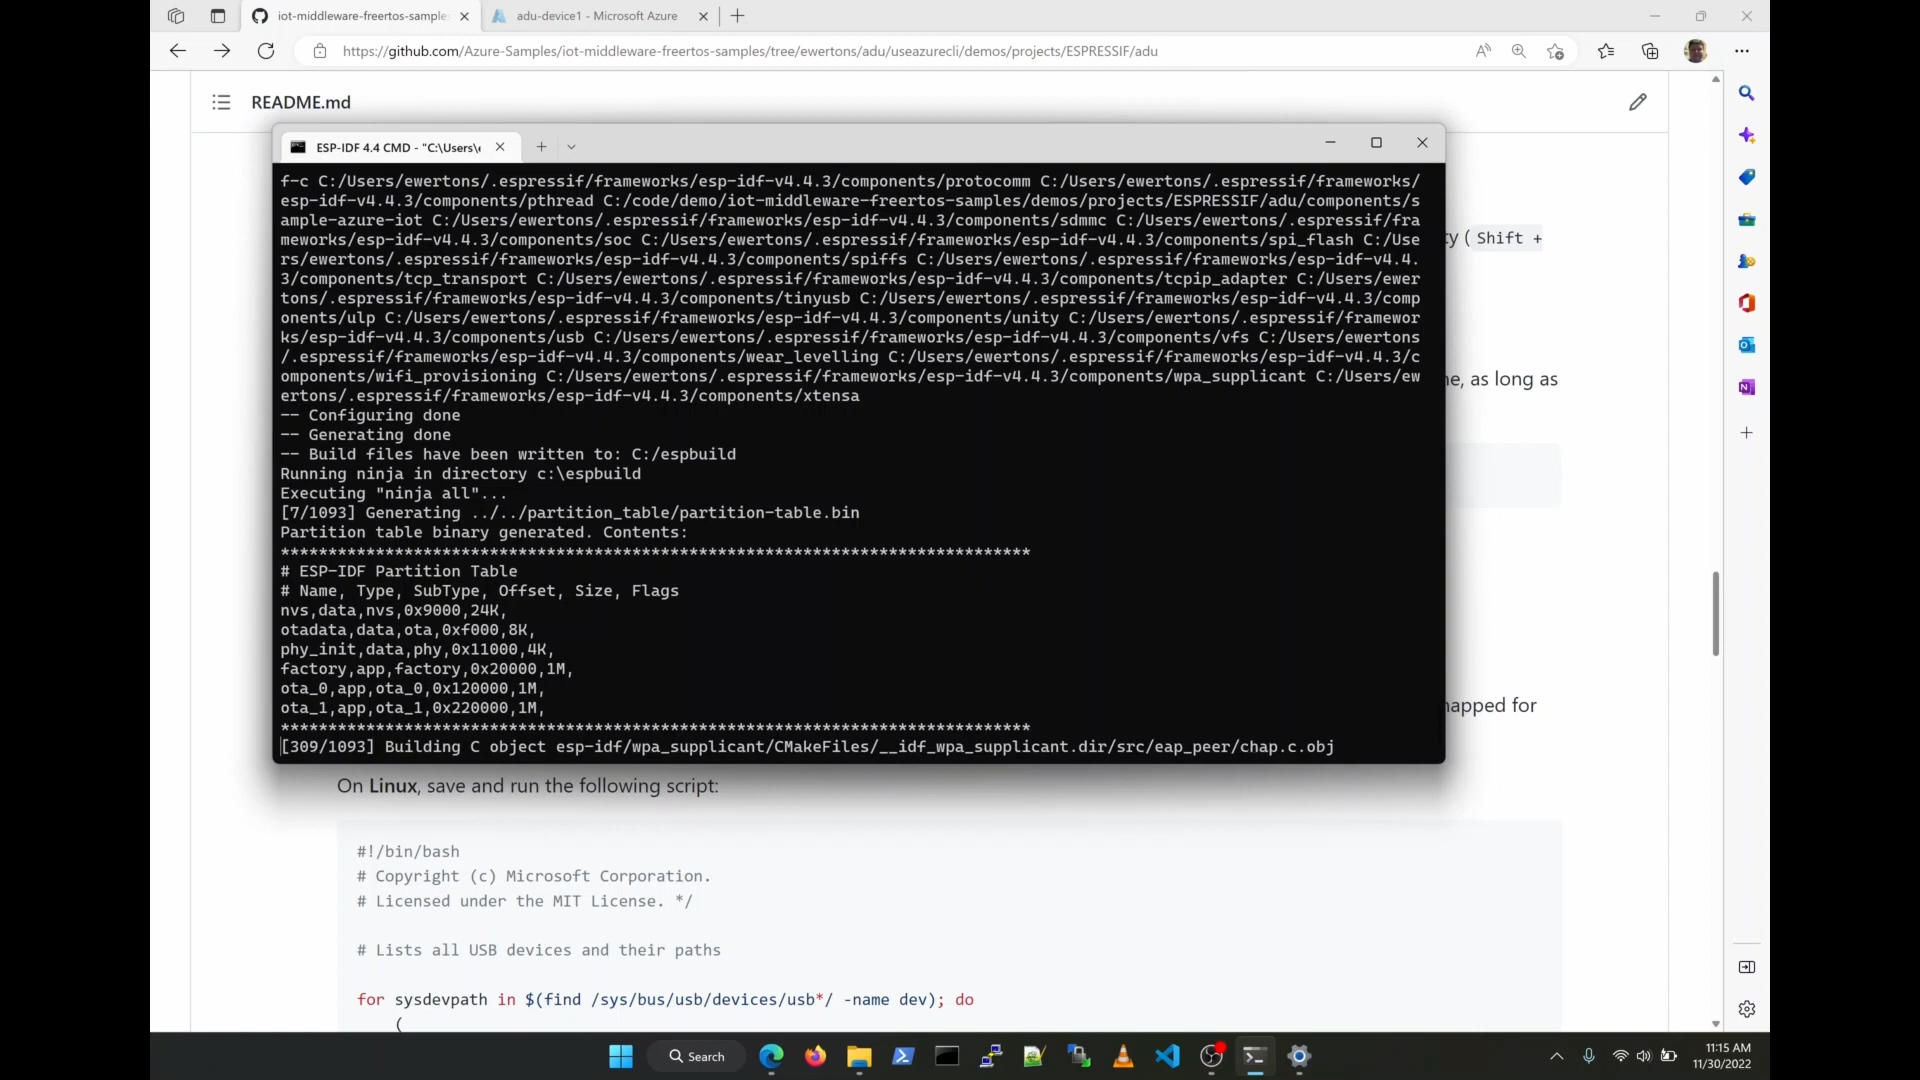 iot-middleware-freertos-samples
adu-device1 - Microsoft Azure
https://github.com/Azure-Samples/iot-middleware-freertos-samples/tree/ewertons/adu/useazurecli/demos/projects/ESPRESSIF/adu
README.md
ESP-IDF 4.4 CMD - "C:\Users\e
f-c C:/Users/ewertons/.espressif/frameworks/esp-idf-v4.4.3/components/protocomm C:/Users/ewertons/.espressif/frameworks/
esp-idf-v4.4.3/components/pthread C:/code/demo/iot-middleware-freertos-samples/demos/projects/ESPRESSIF/adu/components/s
ample-azure-iot C:/Users/ewertons/.espressif/frameworks/esp-idf-v4.4.3/components/sdmmc C:/Users/ewertons/.espressif/fra
meworks/esp-idf-v4.4.3/components/soc C:/Users/ewertons/.espressif/frameworks/esp-idf-v4.4.3/components/spi_flash C:/Use
rs/ewertons/.espressif/frameworks/esp-idf-v4.4.3/components/spiffs C:/Users/ewertons/.espressif/frameworks/esp-idf-v4.4.
3/components/tcp_transport C:/Users/ewertons/.espressif/frameworks/esp-idf-v4.4.3/components/tcpip_adapter C:/Users/ewer
tons/.espressif/frameworks/esp-idf-v4.4.3/components/tinyusb C:/Users/ewertons/.espressif/frameworks/esp-idf-v4.4.3/comp
onents/ulp C:/Users/ewertons/.espressif/frameworks/esp-idf-v4.4.3/components/unity C:/Users/ewertons/.espressif/framewor
ks/esp-idf-v4.4.3/components/usb C:/Users/ewertons/.espressif/frameworks/esp-idf-v4.4.3/components/vfs C:/Users/ewertons
/.espressif/frameworks/esp-idf-v4.4.3/components/wear_levelling C:/Users/ewertons/.espressif/frameworks/esp-idf-v4.4.3/c
omponents/wifi_provisioning C:/Users/ewertons/.espressif/frameworks/esp-idf-v4.4.3/components/wpa_supplicant C:/Users/ew
ertons/.espressif/frameworks/esp-idf-v4.4.3/components/xtensa
-- Configuring done
-- Generating done
-- Build files have been written to: C:/espbuild
Running ninja in directory c:\espbuild
Executing "ninja all"...
[7/1093] Generating ../../partition_table/partition-table.bin
Partition table binary generated. Contents:
*******************************************************************************
# ESP-IDF Partition Table
# Name, Type, SubType, Offset, Size, Flags
nvs,data,nvs,0x9000,24K,
otadata,data,ota,0xf000,8K,
phy_init,data,phy,0x11000,4K,
factory,app,factory,0x20000,1M,
ota_0,app,ota_0,0x120000,1M,
ota_1,app,ota_1,0x220000,1M,
*******************************************************************************
[309/1093] Building C object esp-idf/wpa_supplicant/CMakeFiles/__idf_wpa_supplicant.dir/src/eap_peer/chap.c.obj
ty ( Shift +
ne, as long as
mapped for
On Linux, save and run the following script:
#!/bin/bash
# Copyright (c) Microsoft Corporation.
# Licensed under the MIT License. */
# Lists all USB devices and their paths
for sysdevpath in $(find /sys/bus/usb/devices/usb*/ -name dev); do
(
Search
11:15 AM
11/30/2022